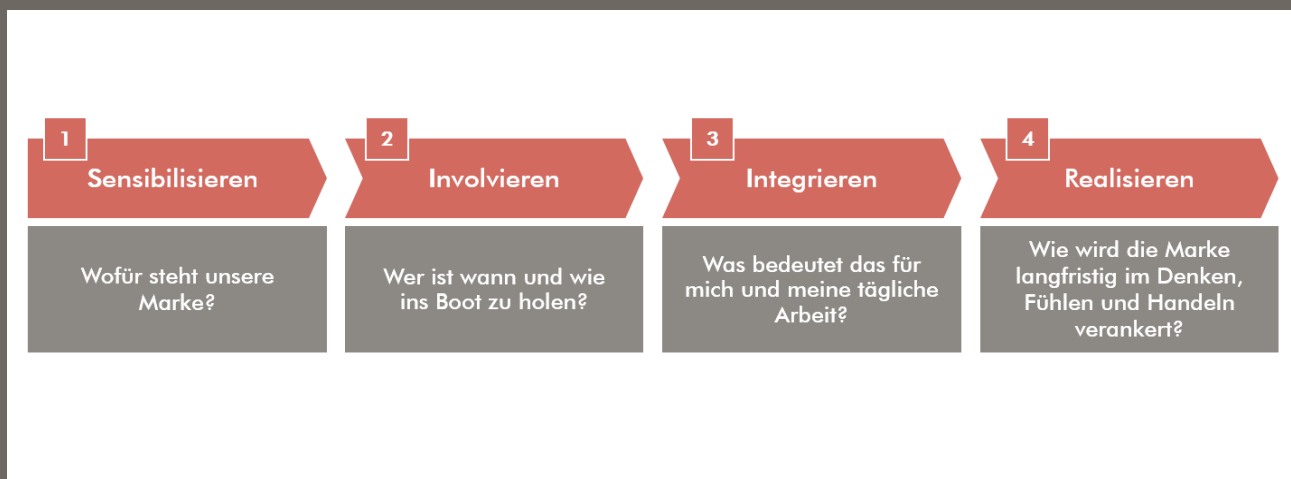 1
Sensibilisieren
Wofür steht unsere
Marke?
2
Involvieren
Wer ist wann und wie
ins Boot zu holen?
3
Integrieren
Was bedeutet das für
mich und meine tägliche
Arbeit?
4
Realisieren
Wie wird die Marke
langfristig im Denken,
Fühlen und Handeln
verankert?